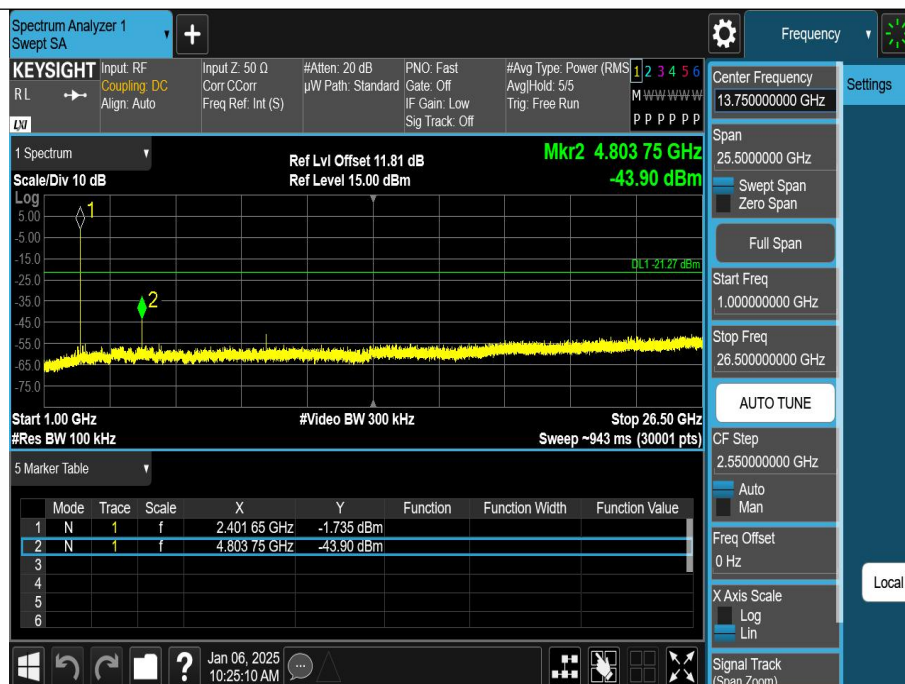 Spectrum Analyzer 1
Swept SA
+
Frequency
KEYSIGHT
RL
LXI
Input: RF
Coupling: DC
Align: Auto
Input Z: 50 Ω
Corr CCorr
Freq Ref: Int (S)
#Atten: 20 dB
µW Path: Standard
PNO: Fast
Gate: Off
IF Gain: Low
Sig Track: Off
#Avg Type: Power (RMS
Avg|Hold: 5/5
Trig: Free Run
1 2 3 4 5 6
M W W W W W
P P P P P P
1 Spectrum
Scale/Div 10 dB
Ref Lvl Offset 11.81 dB
Ref Level 15.00 dBm
Mkr2 4.803 75 GHz
-43.90 dBm
Log
5.00
-5.00
-15.0
-25.0
-35.0
-45.0
-55.0
-65.0
-75.0
1
2
DL1 -21.27 dBm
Start 1.00 GHz
#Video BW 300 kHz
Stop 26.50 GHz
#Res BW 100 kHz
Sweep ~943 ms (30001 pts)
5 Marker Table
Mode Trace Scale X Y Function Function Width Function Value
1 N 1 f 2.401 65 GHz -1.735 dBm
2 N 1 f 4.803 75 GHz -43.90 dBm
3
4
5
6
Jan 06, 2025
10:25:10 AM
?
Center Frequency
13.750000000 GHz
Span
25.5000000 GHz
Swept Span
Zero Span
Full Span
Start Freq
1.000000000 GHz
Stop Freq
26.500000000 GHz
AUTO TUNE
CF Step
2.550000000 GHz
Auto
Man
Freq Offset
0 Hz
X Axis Scale
Log
Lin
Signal Track
(Span Zoom)
Settings
Local